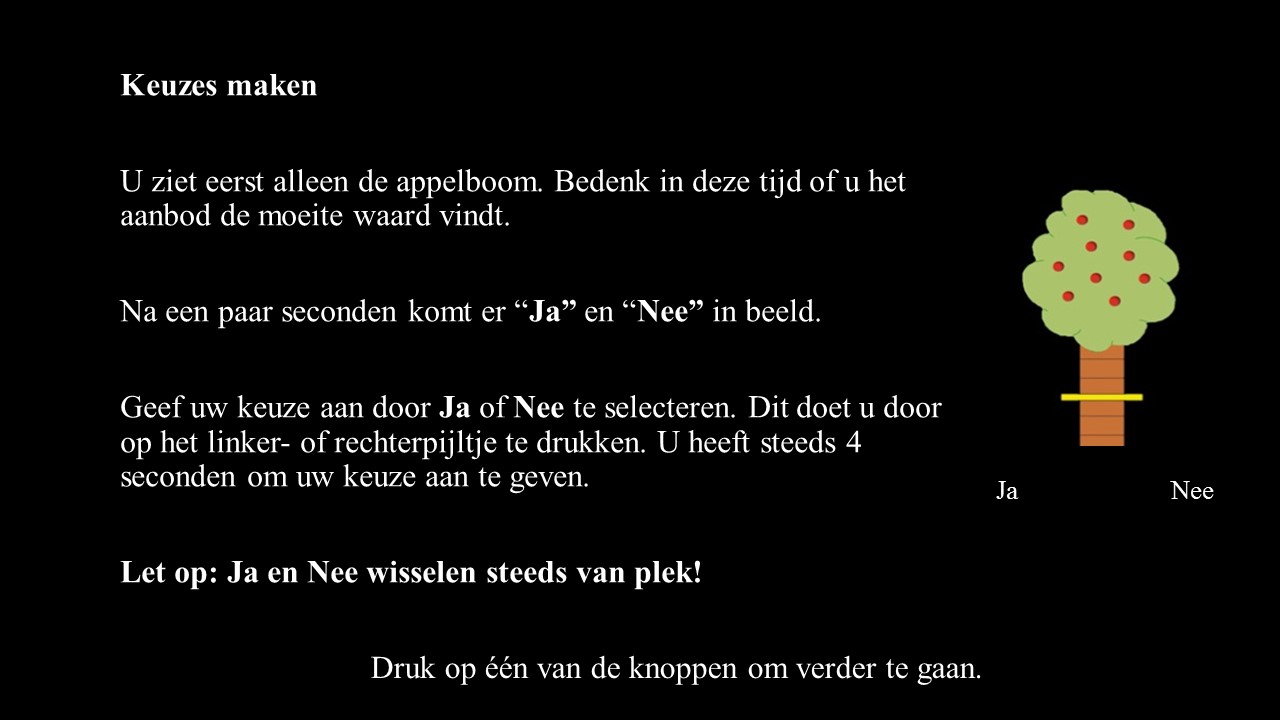 Keuzes maken
U ziet eerst alleen de appelboom. Bedenk in deze tijd of u het
aanbod de moeite waard vindt.
Na een paar seconden komt er “Ja” en “Nee” in beeld.
Geef uw keuze aan door Ja of Nee te selecteren. Dit doet u door
op het linker- of rechterpijltje te drukken. U heeft steeds 4
seconden om uw keuze aan te geven.
Ja Nee
Let op: Ja en Nee wisselen steeds van plek!
Druk op één van de knoppen om verder te gaan.